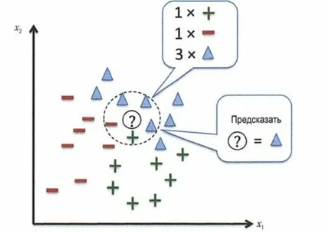 x₂
1 × +
1 × −
3 × ▲
?
Предсказать
? = ▲
x₁